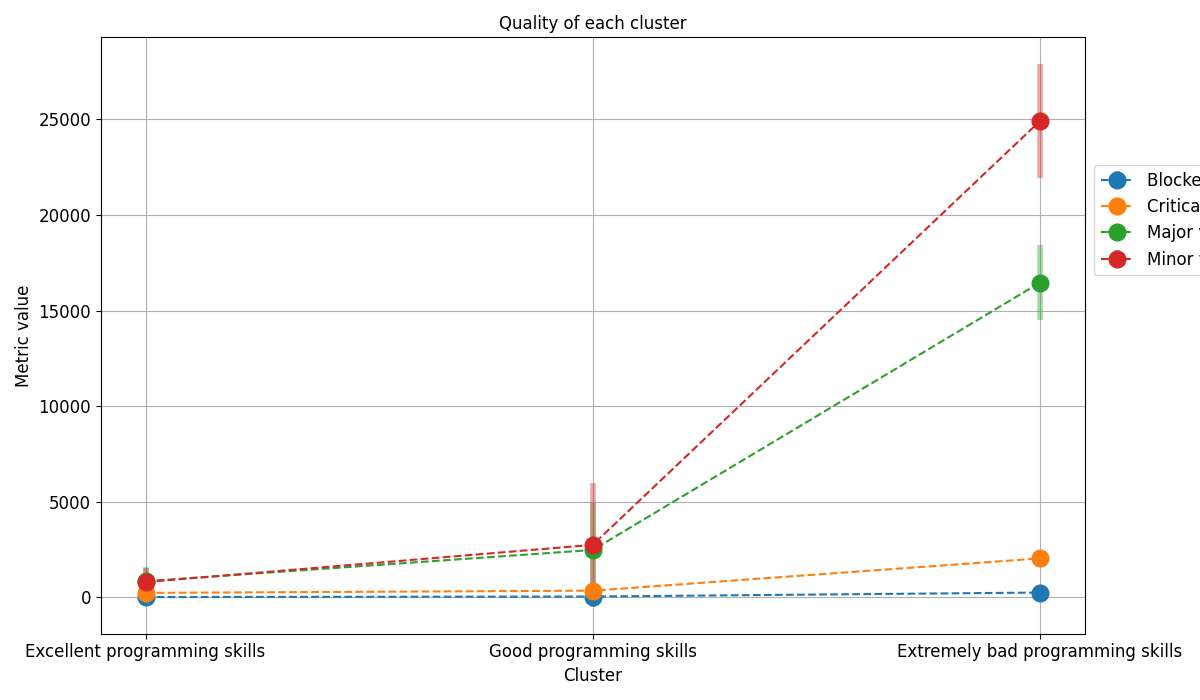 Quality of each cluster
25000
20000
15000
10000
5000
0
Metric value
Excellent programming skills
Good programming skills
Extremely bad programming skills
Cluster
Critica
Major
Minor